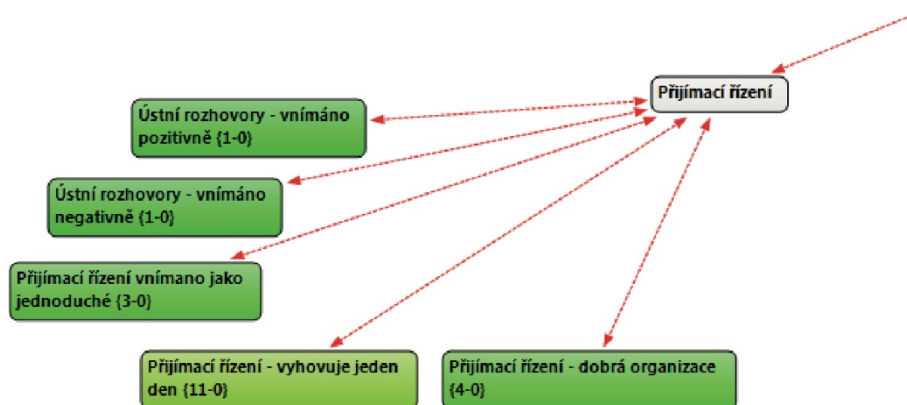 Přijímací řízení
Ústní rozhovory - vnímáno
pozitivně {1-0}
Ústní rozhovory - vnímáno
negativně {1-0}
Přijímací řízení vnímano jako
jednoduché {3-0}
Přijímací řízení - vyhovuje jeden
den {11-0}
Přijímací řízení - dobrá organizace
{4-0}